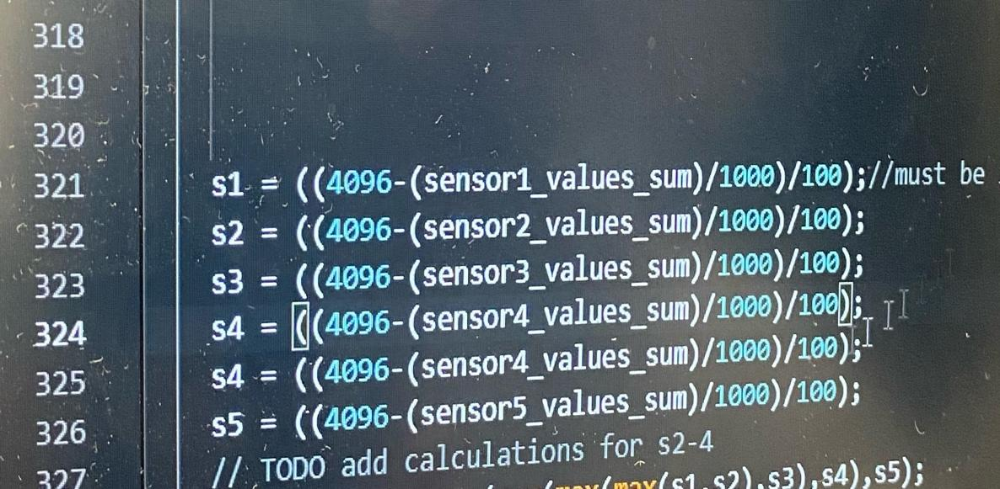 318
319
320
321 s1 = ((4096-(sensor1_values_sum)/1000)/100);//must be
322 s2 = ((4096-(sensor2_values_sum)/1000)/100);
323 s3 = ((4096-(sensor3_values_sum)/1000)/100);
324 s4 = ((4096-(sensor4_values_sum)/1000)/100);
325 s4 = ((4096-(sensor4_values_sum)/1000)/100);
326 s5 = ((4096-(sensor5_values_sum)/1000)/100);
327 // TODO add calculations for s2-4
(max(max(s1,s2),s3),s4),s5);